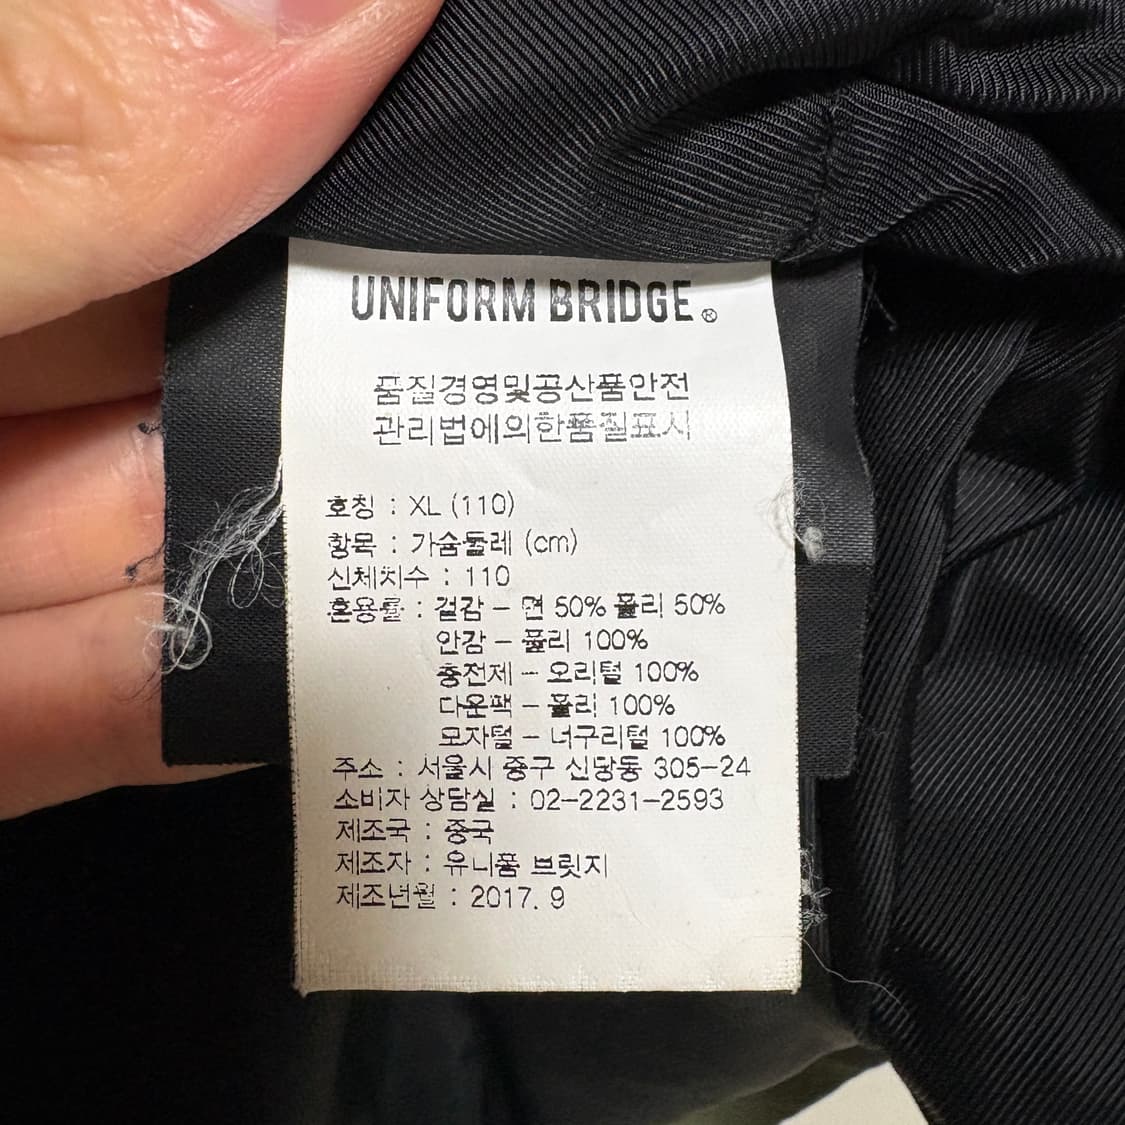 UNIFORM BRIDGE®
품질경영및공산품안전
관리법에의한품질표시
호칭 : XL (110)
항목 : 가슴둘레 (cm)
신체치수 : 110
혼용률 : 겉감 - 면 50% 폴리 50%
안감 - 폴리 100%
충전제 - 오리털 100%
다운팩 - 폴리 100%
모자털 - 너구리털 100%
주소 : 서울시 중구 신당동 305-24
소비자 상담실 : 02-2231-2593
제조국 : 중국
제조자 : 유니폼 브릿지
제조년월 : 2017. 9